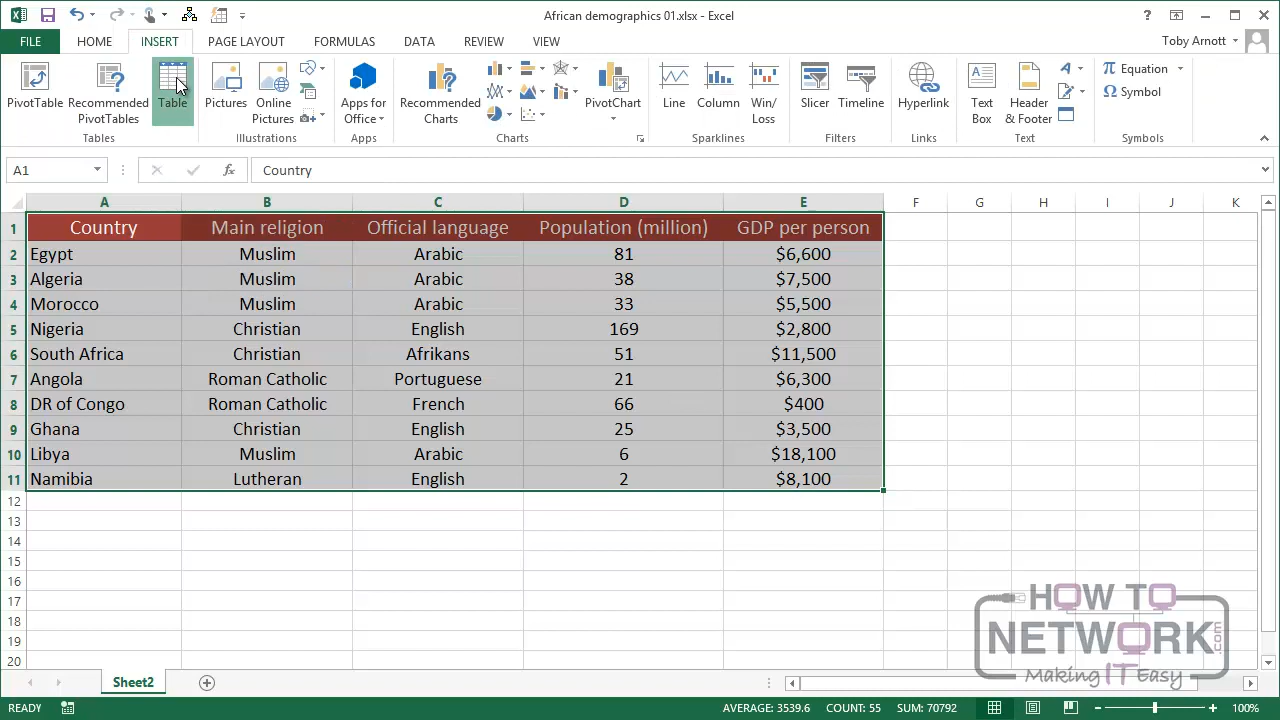 African demographics 01.xlsx - Excel
?
FILE HOME INSERT PAGE LAYOUT FORMULAS DATA REVIEW VIEW Toby Arnott
PivotTable Recommended PivotTables Table Pictures Online Pictures Apps for Office Recommended Charts PivotChart Line Column Win/ Loss Slicer Timeline Hyperlink Text Box Header & Footer Equation Symbol
Tables Illustrations Apps Charts Sparklines Filters Links Text Symbols
A1 fx Country
A B C D E F G H I J K
1 Country Main religion Official language Population (million) GDP per person
2 Egypt Muslim Arabic 81 $6,600
3 Algeria Muslim Arabic 38 $7,500
4 Morocco Muslim Arabic 33 $5,500
5 Nigeria Christian English 169 $2,800
6 South Africa Christian Afrikans 51 $11,500
7 Angola Roman Catholic Portuguese 21 $6,300
8 DR of Congo Roman Catholic French 66 $400
9 Ghana Christian English 25 $3,500
10 Libya Muslim Arabic 6 $18,100
11 Namibia Lutheran English 2 $8,100
12
13
14
15
16
17
18
19
20
HOW TO
NETWORK.com
Making IT Easy
Sheet2
READY AVERAGE: 3539.6 COUNT: 55 SUM: 70792 100%